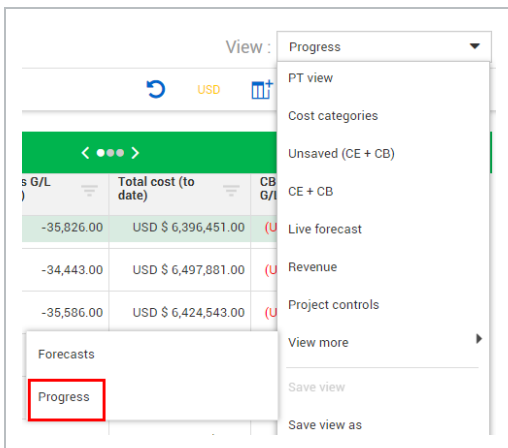 View : Progress
USD
PT view
Cost categories
Unsaved (CE + CB)
CE + CB
Live forecast
Revenue
Project controls
View more
Save view
Save view as
s G/L
)
Total cost (to
date)
CB
G/L
-35,826.00 USD $ 6,396,451.00 (U
-34,443.00 USD $ 6,497,881.00 (U
-35,586.00 USD $ 6,424,543.00 (U
Forecasts
Progress